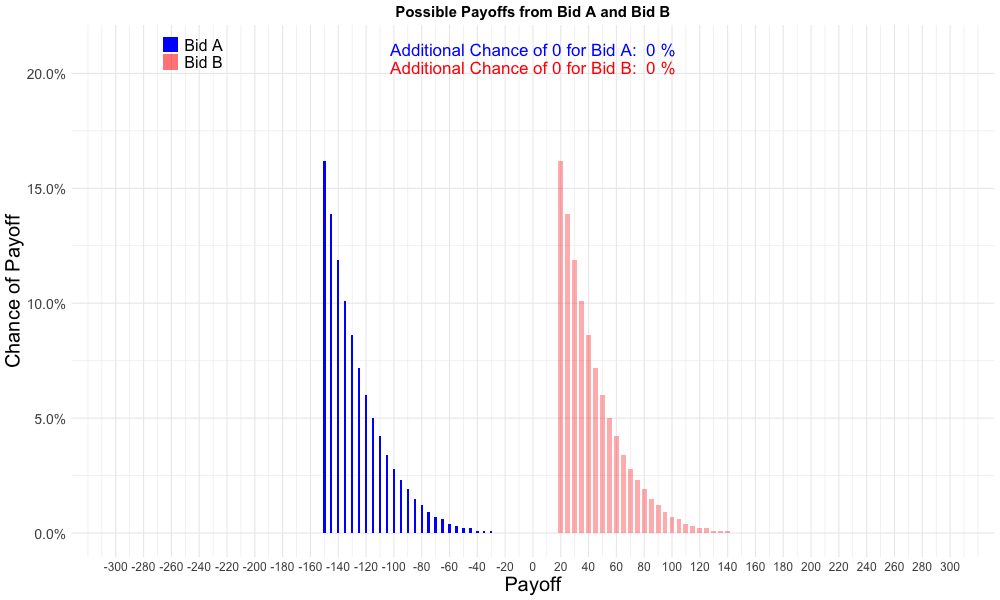 Possible Payoffs from Bid A and Bid B
Bid A
Bid B
Additional Chance of 0 for Bid A:  0 %
Additional Chance of 0 for Bid B:  0 %
Chance of Payoff
20.0%
15.0%
10.0%
5.0%
0.0%
-300 -280 -260 -240 -220 -200 -180 -160 -140 -120 -100 -80 -60 -40 -20 0 20 40 60 80 100 120 140 160 180 200 220 240 260 280 300
Payoff